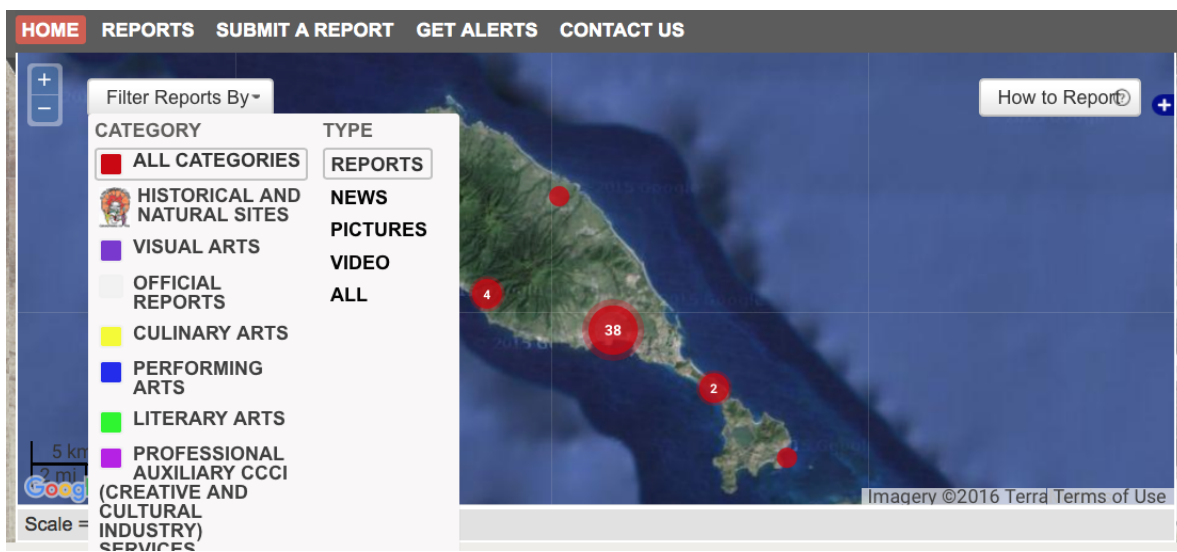 HOME REPORTS SUBMIT A REPORT GET ALERTS CONTACT US
+
−
Filter Reports By
How to Report
?
+
CATEGORY
ALL CATEGORIES
HISTORICAL AND
NATURAL SITES
VISUAL ARTS
OFFICIAL
REPORTS
CULINARY ARTS
PERFORMING
ARTS
LITERARY ARTS
PROFESSIONAL
AUXILIARY CCCI
(CREATIVE AND
CULTURAL
INDUSTRY)
SERVICES
TYPE
REPORTS
NEWS
PICTURES
VIDEO
ALL
4
38
2
5 km
2 mi
Goog
Imagery ©2016 Terra Terms of Use
Scale =